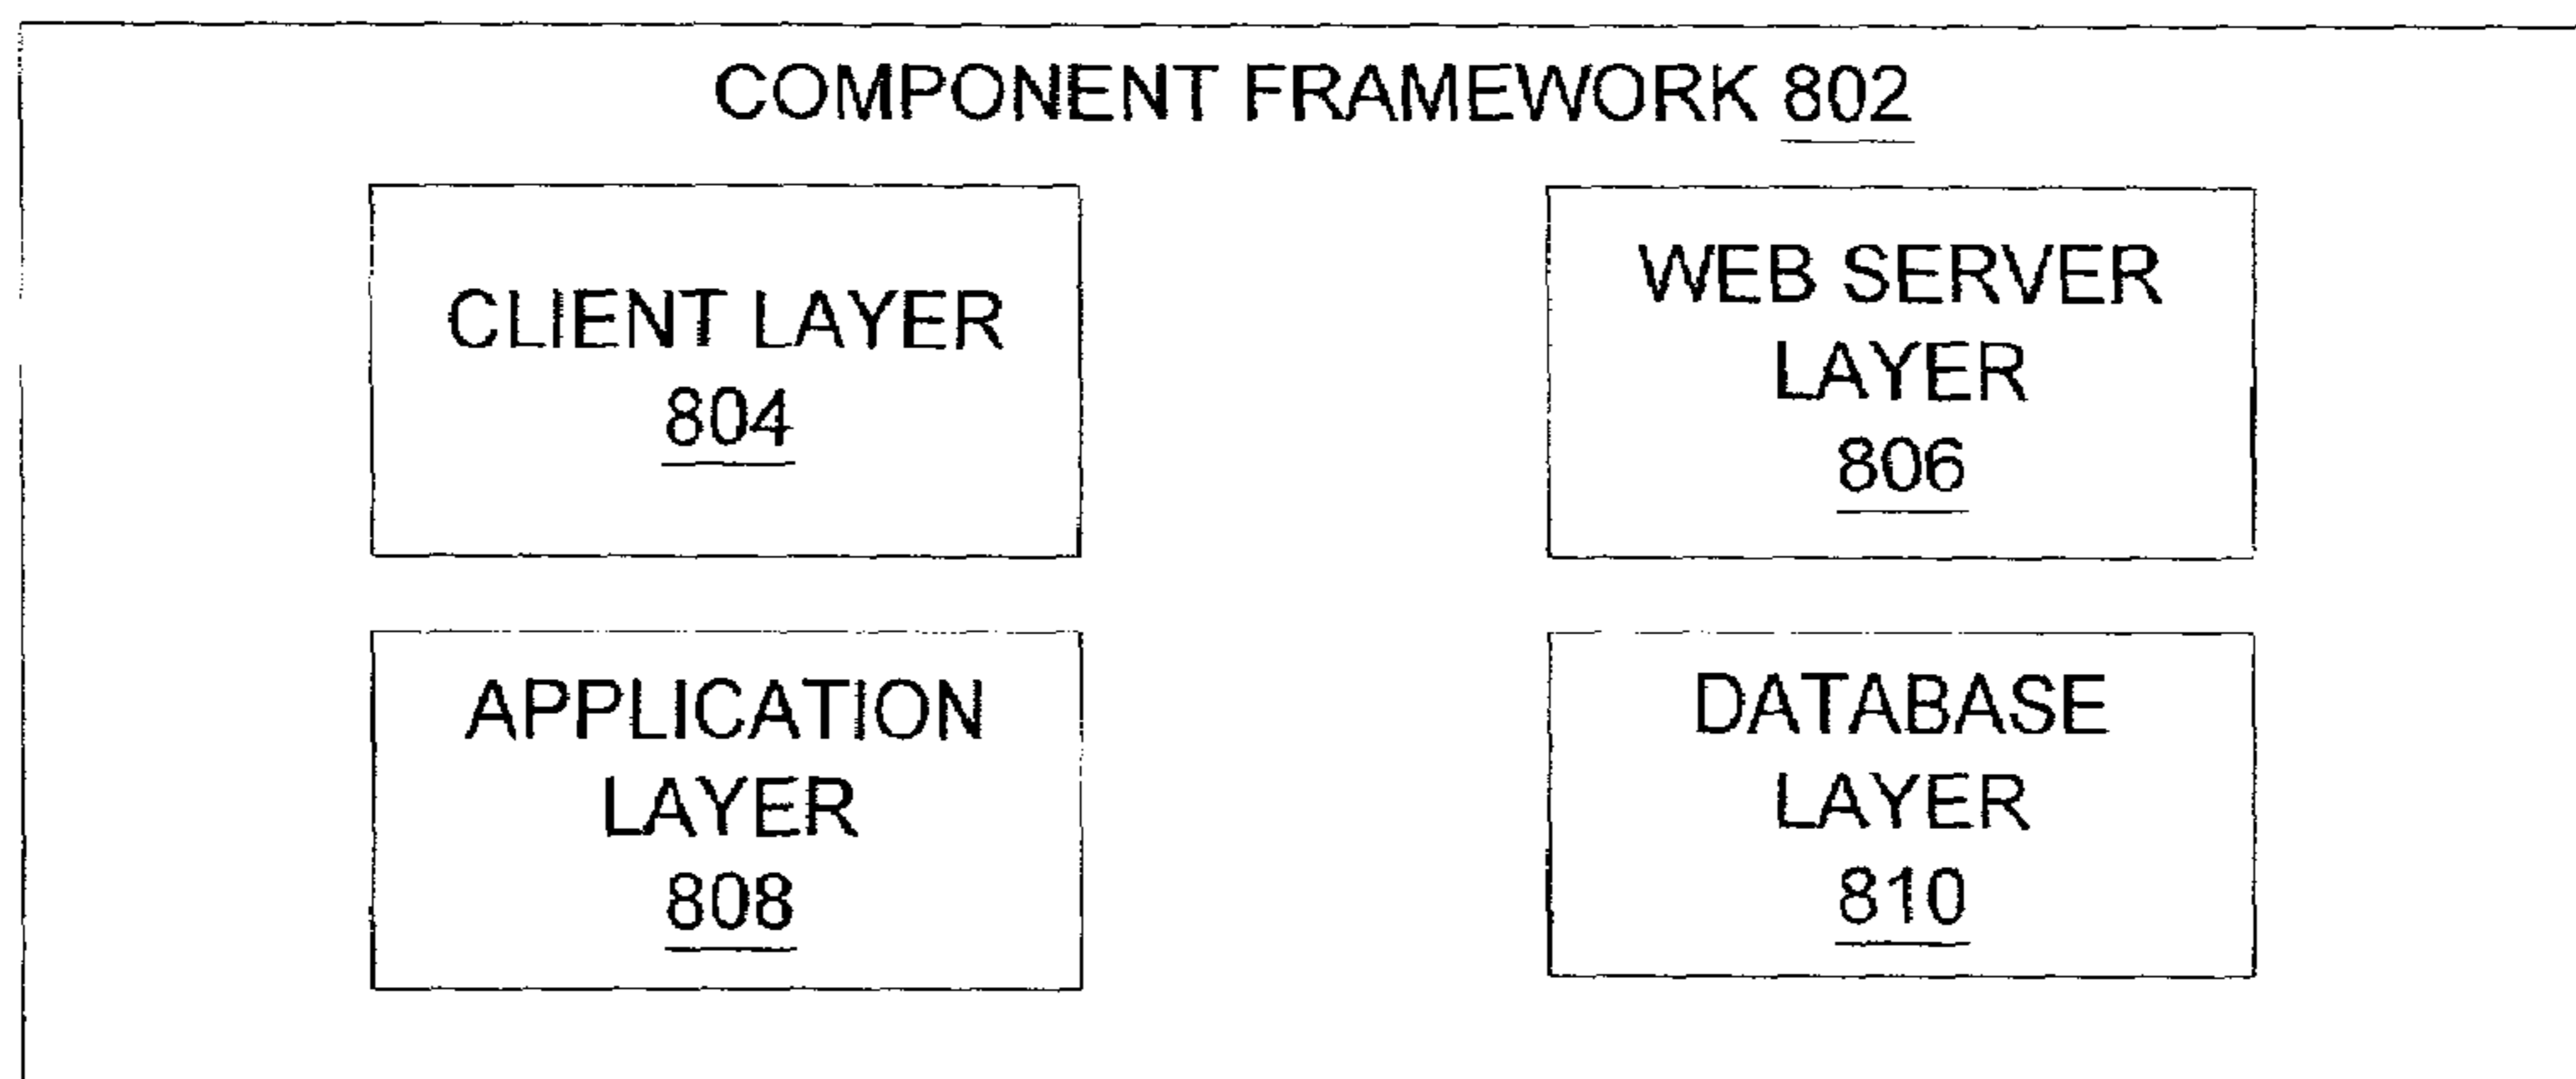 COMPONENT FRAMEWORK 802
CLIENT LAYER
804
WEB SERVER
LAYER
806
APPLICATION
LAYER
808
DATABASE
LAYER
810